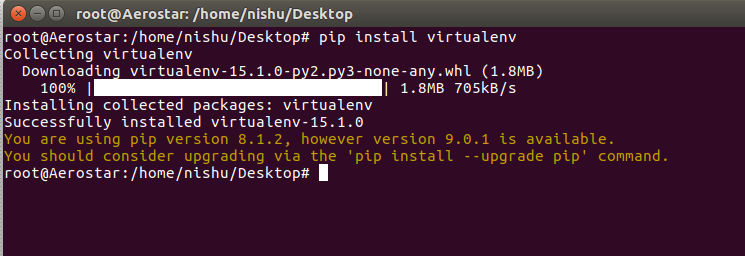 root@Aerostar: /home/nishu/Desktop
root@Aerostar:/home/nishu/Desktop# pip install virtualenv
Collecting virtualenv
  Downloading virtualenv-15.1.0-py2.py3-none-any.whl (1.8MB)
    100% |████████████████████████████████| 1.8MB 705kB/s
Installing collected packages: virtualenv
Successfully installed virtualenv-15.1.0
You are using pip version 8.1.2, however version 9.0.1 is available.
You should consider upgrading via the 'pip install --upgrade pip' command.
root@Aerostar:/home/nishu/Desktop#